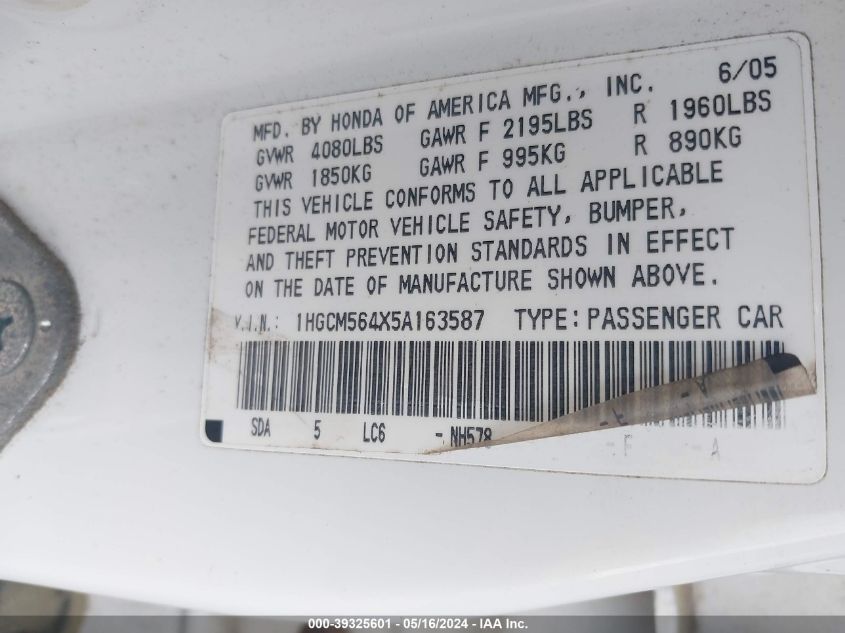 6/05
MFD. BY HONDA OF AMERICA MFG., INC.
GVWR 4080LBS GAWR F 2195LBS R 1960LBS
GVWR 1850KG GAWR F 995KG R 890KG
THIS VEHICLE CONFORMS TO ALL APPLICABLE
FEDERAL MOTOR VEHICLE SAFETY, BUMPER,
AND THEFT PREVENTION STANDARDS IN EFFECT
ON THE DATE OF MANUFACTURE SHOWN ABOVE.
V.I.N.: 1HGCM564X5A163587 TYPE: PASSENGER CAR
SDA 5 LC6 -NH578 -F -A
-F -A
000-39325601 - 05/16/2024 - IAA Inc.